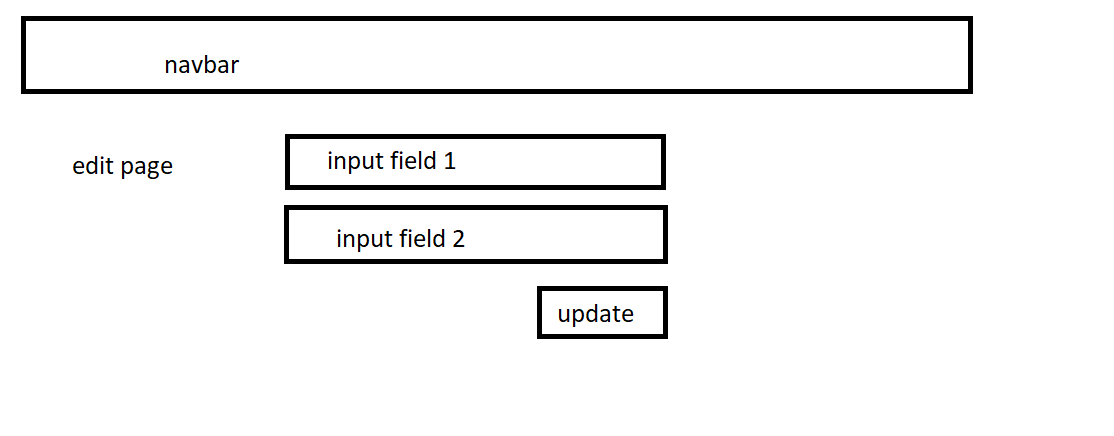 navbar
edit page
input field 1
input field 2
update